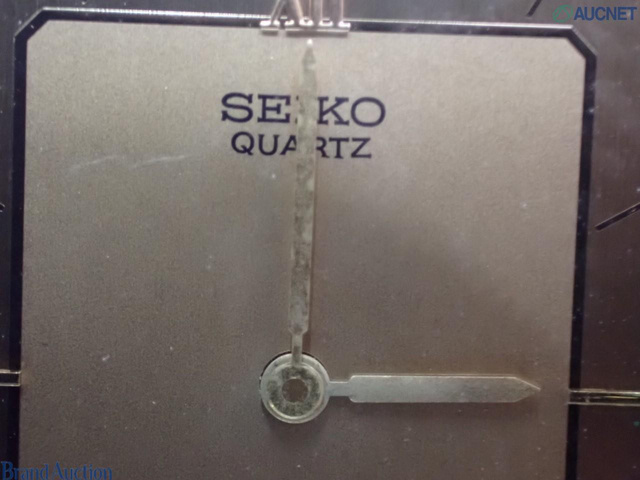 AUCNET
SEIKO
QUARTZ
Brand Auction